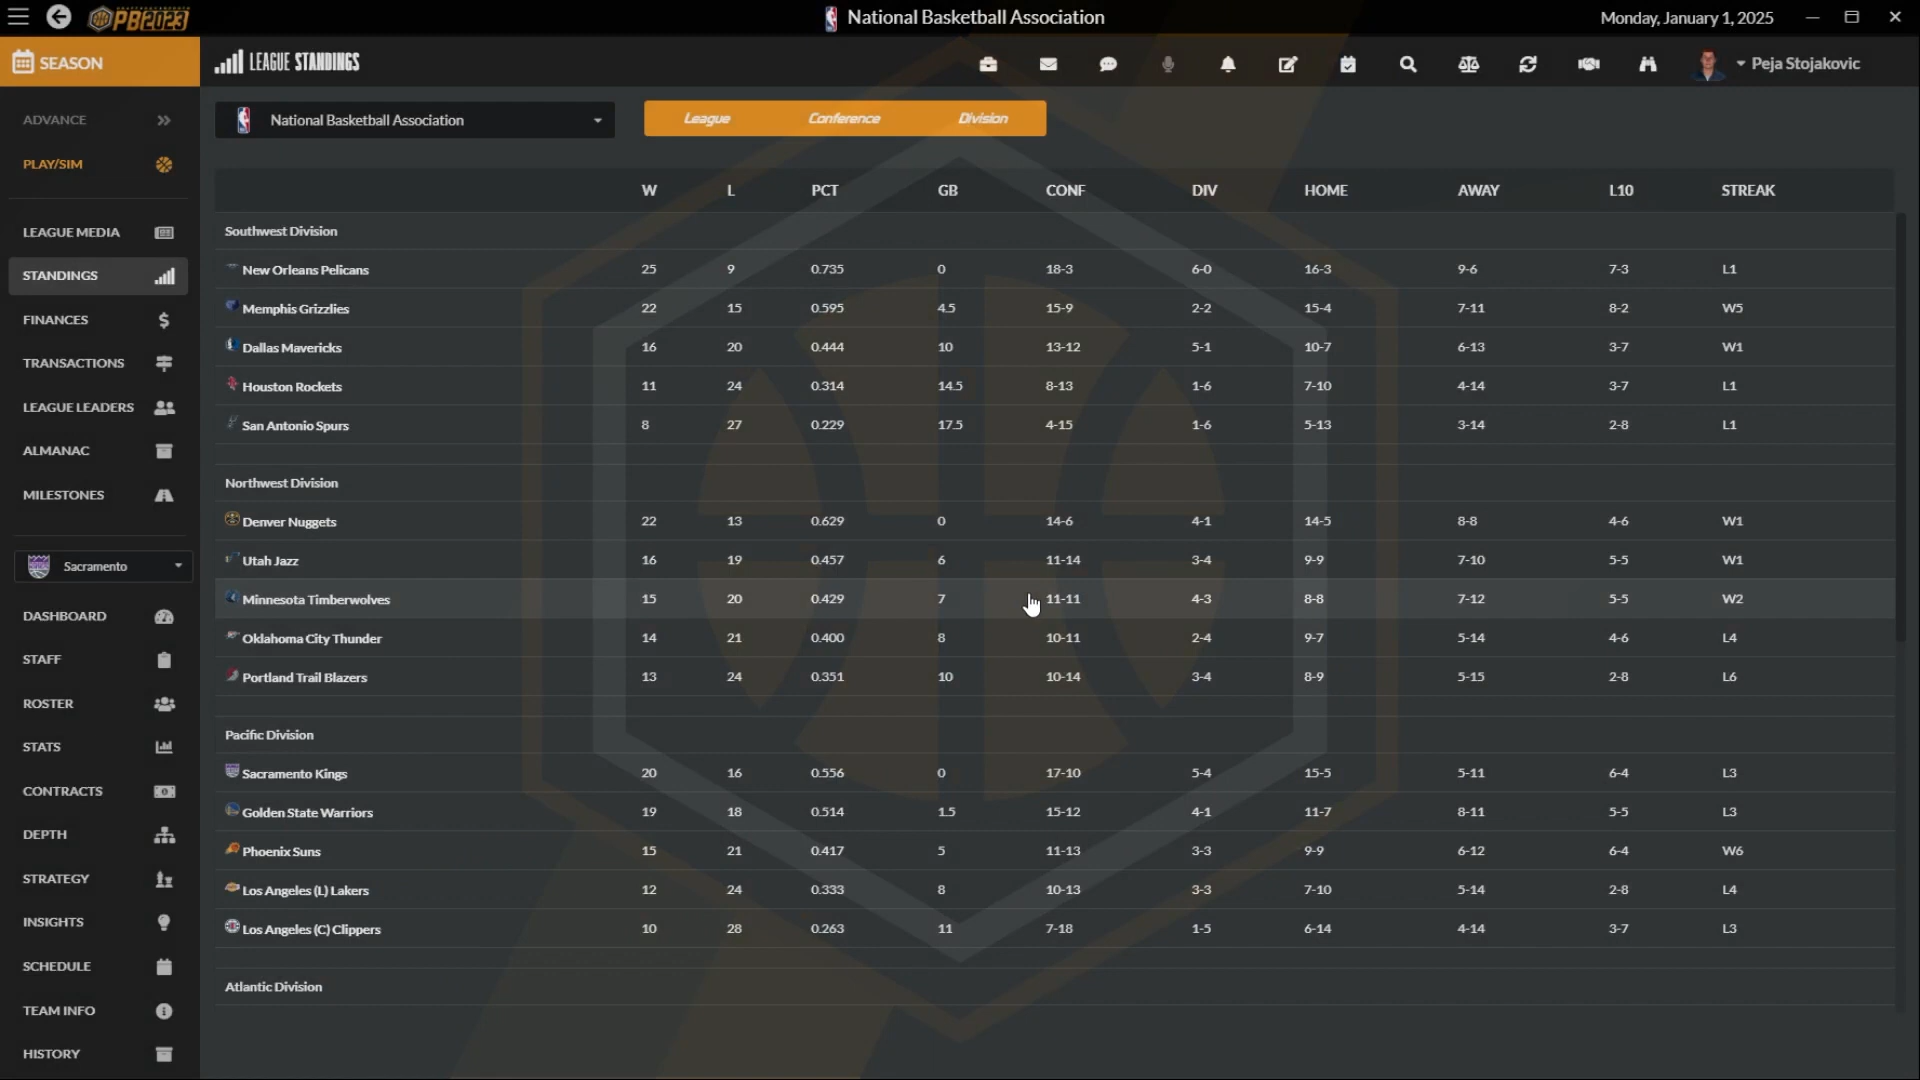 PB2023 National Basketball Association Monday, January 1, 2025
SEASON LEAGUE STANDINGS Peja Stojakovic
National Basketball Association League Conference Division
ADVANCE
PLAY/SIM
LEAGUE MEDIA
STANDINGS
FINANCES
TRANSACTIONS
LEAGUE LEADERS
ALMANAC
MILESTONES
Sacramento
DASHBOARD
STAFF
ROSTER
STATS
CONTRACTS
DEPTH
STRATEGY
INSIGHTS
SCHEDULE
TEAM INFO
HISTORY
W L PCT GB CONF DIV HOME AWAY L10 STREAK
Southwest Division
New Orleans Pelicans 25 9 0.735 0 18-3 6-0 16-3 9-6 7-3 L1
Memphis Grizzlies 22 15 0.595 4.5 15-9 2-2 15-4 7-11 8-2 W5
Dallas Mavericks 16 20 0.444 10 13-12 5-1 10-7 6-13 3-7 W1
Houston Rockets 11 24 0.314 14.5 8-13 1-6 7-10 4-14 3-7 L1
San Antonio Spurs 8 27 0.229 17.5 4-15 1-6 5-13 3-14 2-8 L1
Northwest Division
Denver Nuggets 22 13 0.629 0 14-6 4-1 14-5 8-8 4-6 W1
Utah Jazz 16 19 0.457 6 11-14 3-4 9-9 7-10 5-5 W1
Minnesota Timberwolves 15 20 0.429 7 11-11 4-3 8-8 7-12 5-5 W2
Oklahoma City Thunder 14 21 0.400 8 10-11 2-4 9-7 5-14 4-6 L4
Portland Trail Blazers 13 24 0.351 10 10-14 3-4 8-9 5-15 2-8 L6
Pacific Division
Sacramento Kings 20 16 0.556 0 17-10 5-4 15-5 5-11 6-4 L3
Golden State Warriors 19 18 0.514 1.5 15-12 4-1 11-7 8-11 5-5 L3
Phoenix Suns 15 21 0.417 5 11-13 3-3 9-9 6-12 6-4 W6
Los Angeles (L) Lakers 12 24 0.333 8 10-13 3-3 7-10 5-14 2-8 L4
Los Angeles (C) Clippers 10 28 0.263 11 7-18 1-5 6-14 4-14 3-7 L3
Atlantic Division